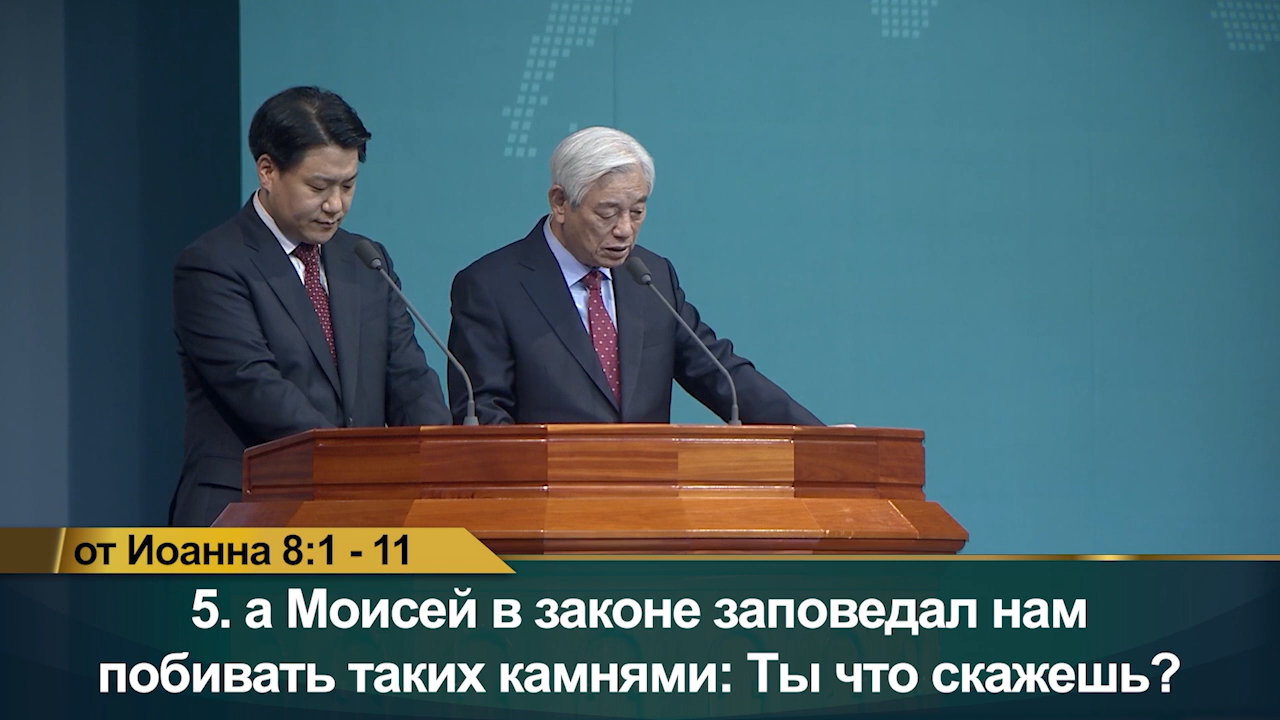 от Иоанна 8:1 - 11
5. а Моисей в законе заповедал нам
побивать таких камнями: Ты что скажешь?